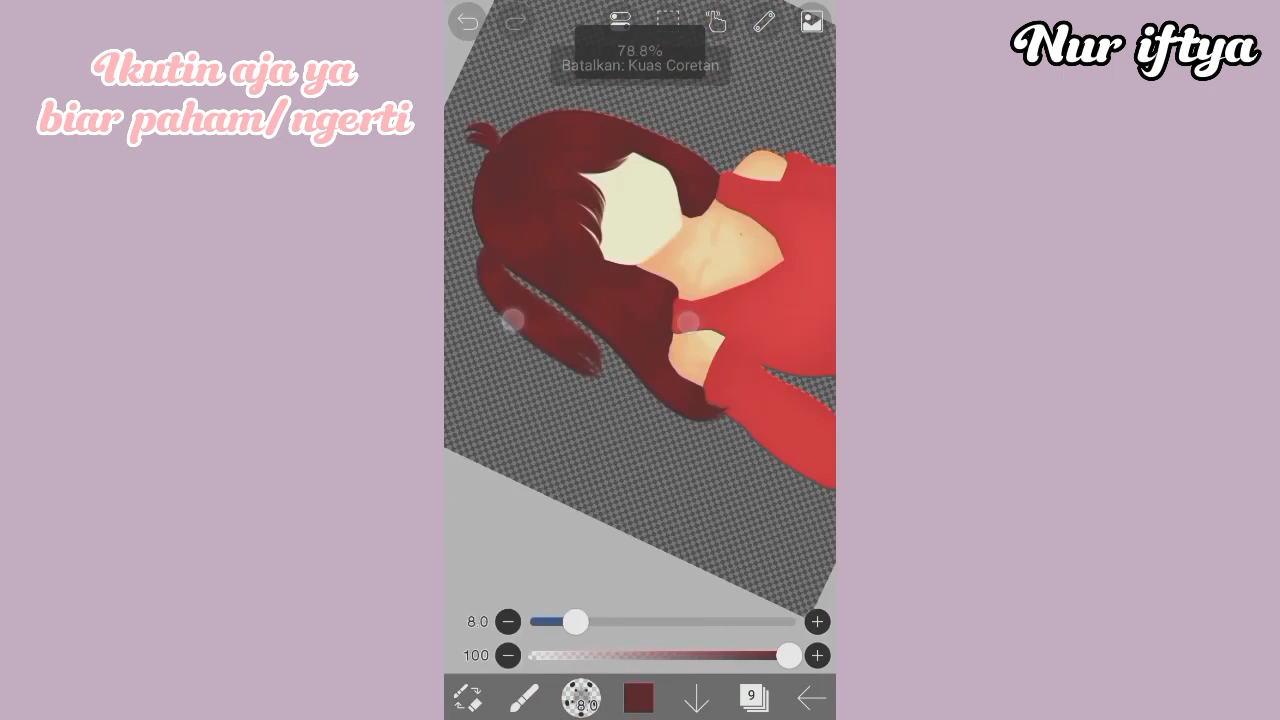 Ikutin aja ya
biar paham/ngerti
Nur iftya
78.8%
Batalkan: Kuas Coretan
8.0
100
8.0
9